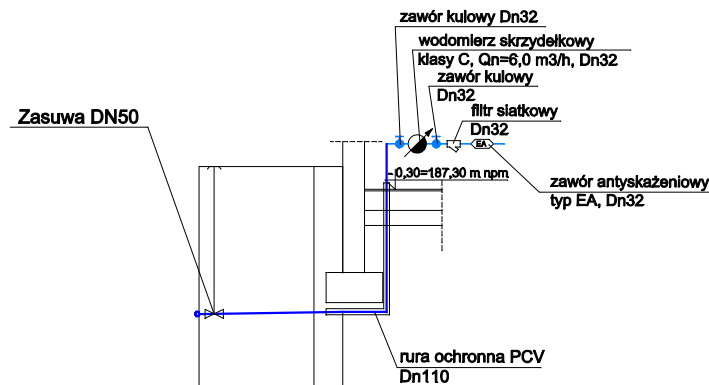 zawór kulowy Dn32
wodomierz skrzydełkowy
klasy C, Qn=6,0 m3/h, Dn32
zawór kulowy
Dn32
filtr siatkowy
Dn32
Zasuwa DN50
EA
-0,30=187,30 m npm
zawór antyskażeniowy
typ EA, Dn32
rura ochronna PCV
Dn110